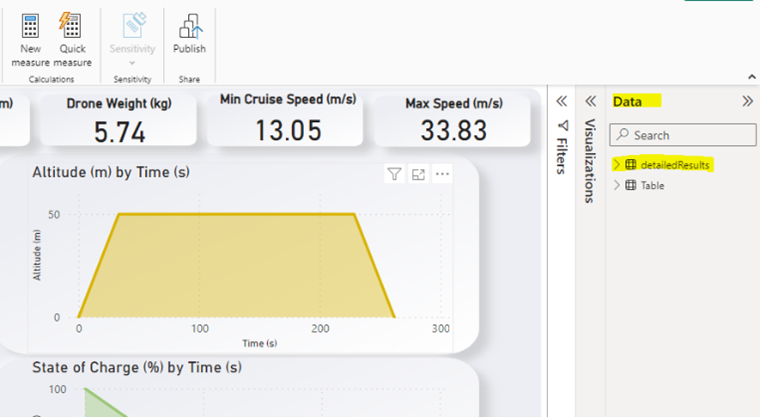 New measure
Quick measure
Sensitivity
Publish
Calculations
Sensitivity
Share
m)
Drone Weight (kg)
5.74
Min Cruise Speed (m/s)
13.05
Max Speed (m/s)
33.83
Altitude (m) by Time (s)
50
0
Altitude (m)
0
100
200
300
Time (s)
State of Charge (%) by Time (s)
100
Filters
Visualizations
Data
Search
detailedResults
Table